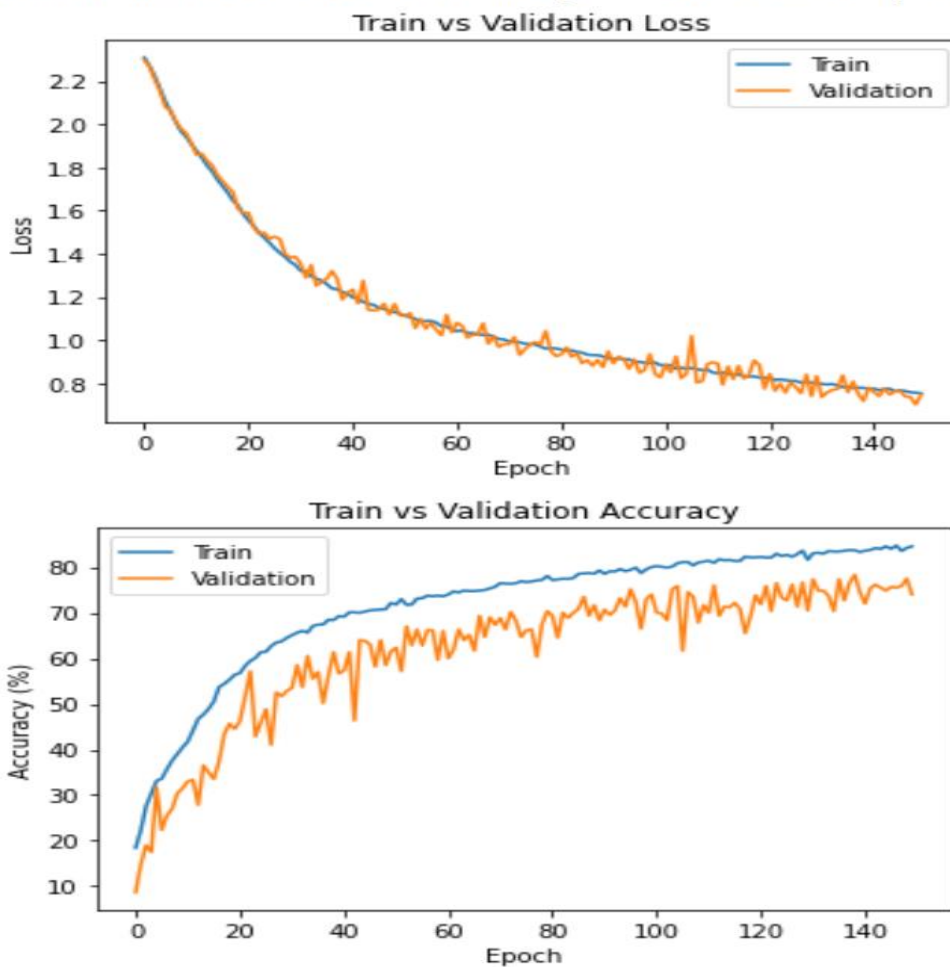 Train vs Validation Loss
Train
Validation
2.2
2.0
1.8
1.6
1.4
1.2
1.0
0.8
Loss
0 20 40 60 80 100 120 140
Epoch
Train vs Validation Accuracy
Train
Validation
80
70
60
50
40
30
20
10
Accuracy (%)
0 20 40 60 80 100 120 140
Epoch